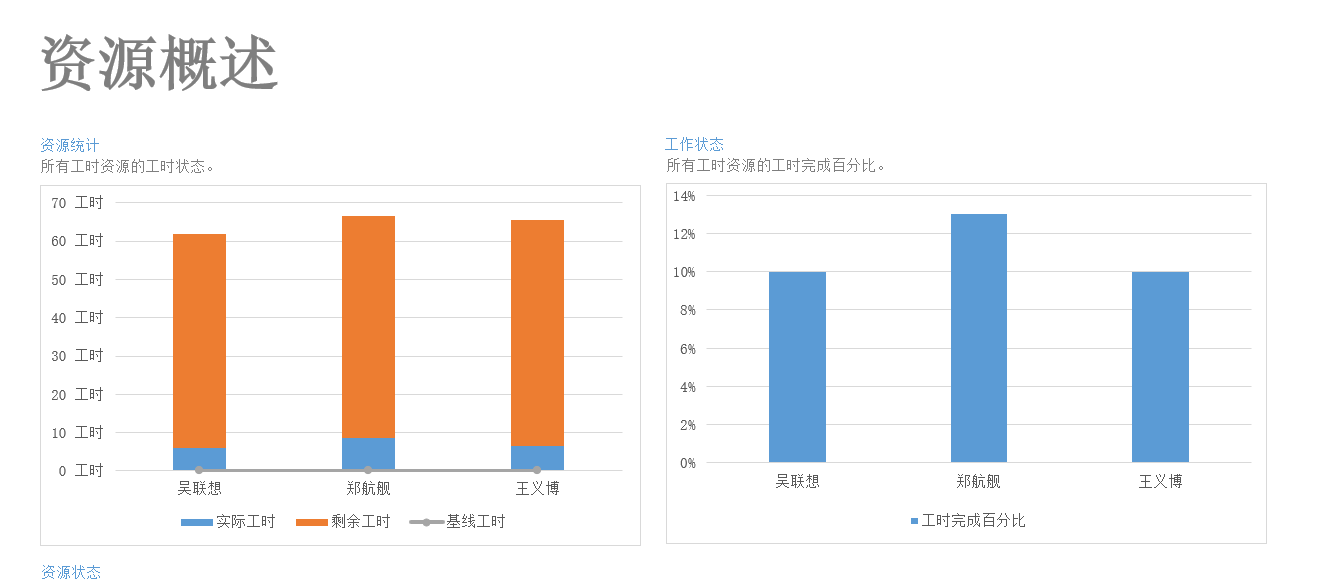 资源概述
资源统计
所有工时资源的工时状态。
70 工时
60 工时
50 工时
40 工时
30 工时
20 工时
10 工时
0 工时
吴联想 郑航舰 王义博
实际工时 剩余工时 基线工时
工作状态
所有工时资源的工时完成百分比。
14%
12%
10%
8%
6%
4%
2%
0%
吴联想 郑航舰 王义博
工时完成百分比
资源状态